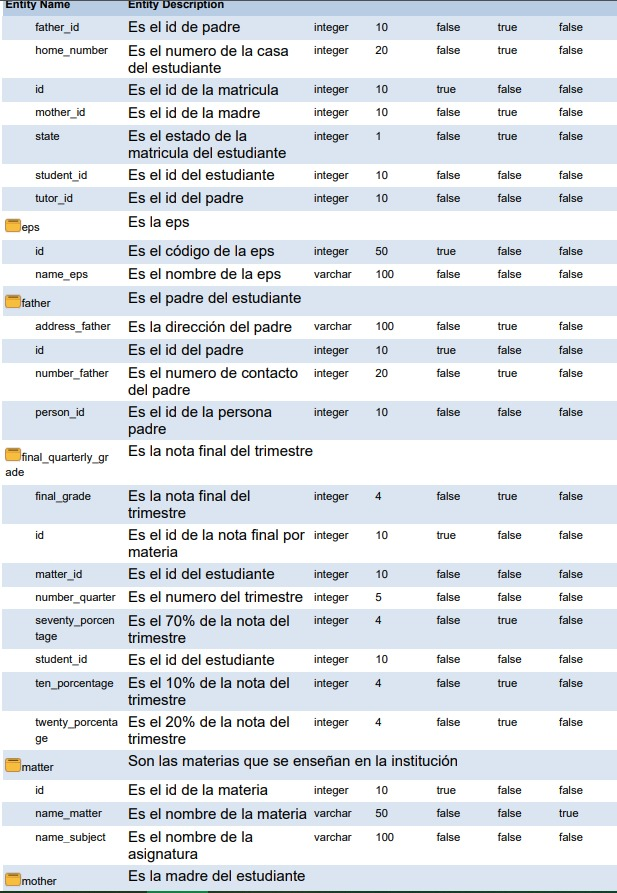 Entity Name Entity Description
father_id Es el id de padre integer 10 false true false
home_number Es el numero de la casa integer 20 false true false
del estudiante
id Es el id de la matricula integer 10 true false false
mother_id Es el id de la madre integer 10 false true false
state Es el estado de la integer 1 false true false
matricula del estudiante
student_id Es el id del estudiante integer 10 false false false
tutor_id Es el id del padre integer 10 false false false
eps Es la eps
id Es el código de la eps integer 50 true false false
name_eps Es el nombre de la eps varchar 100 false false false
father Es el padre del estudiante
address_father Es la dirección del padre varchar 100 false true false
id Es el id del padre integer 10 true false false
number_father Es el numero de contacto integer 20 false true false
del padre
person_id Es el id de la persona integer 10 false false false
padre
final_quarterly_gr Es la nota final del trimestre
ade
final_grade Es la nota final del integer 4 false true false
trimestre
id Es el id de la nota final por integer 10 true false false
materia
matter_id Es el id del estudiante integer 10 false false false
number_quarter Es el numero del trimestre integer 5 false false false
seventy_porcen Es el 70% de la nota del integer 4 false true false
tage trimestre
student_id Es el id del estudiante integer 10 false false false
ten_porcentage Es el 10% de la nota del integer 4 false true false
trimestre
twenty_porcenta Es el 20% de la nota del integer 4 false true false
ge trimestre
matter Son las materias que se enseñan en la institución
id Es el id de la materia integer 10 true false false
name_matter Es el nombre de la materia varchar 50 false false true
name_subject Es el nombre de la varchar 100 false false false
asignatura
mother Es la madre del estudiante